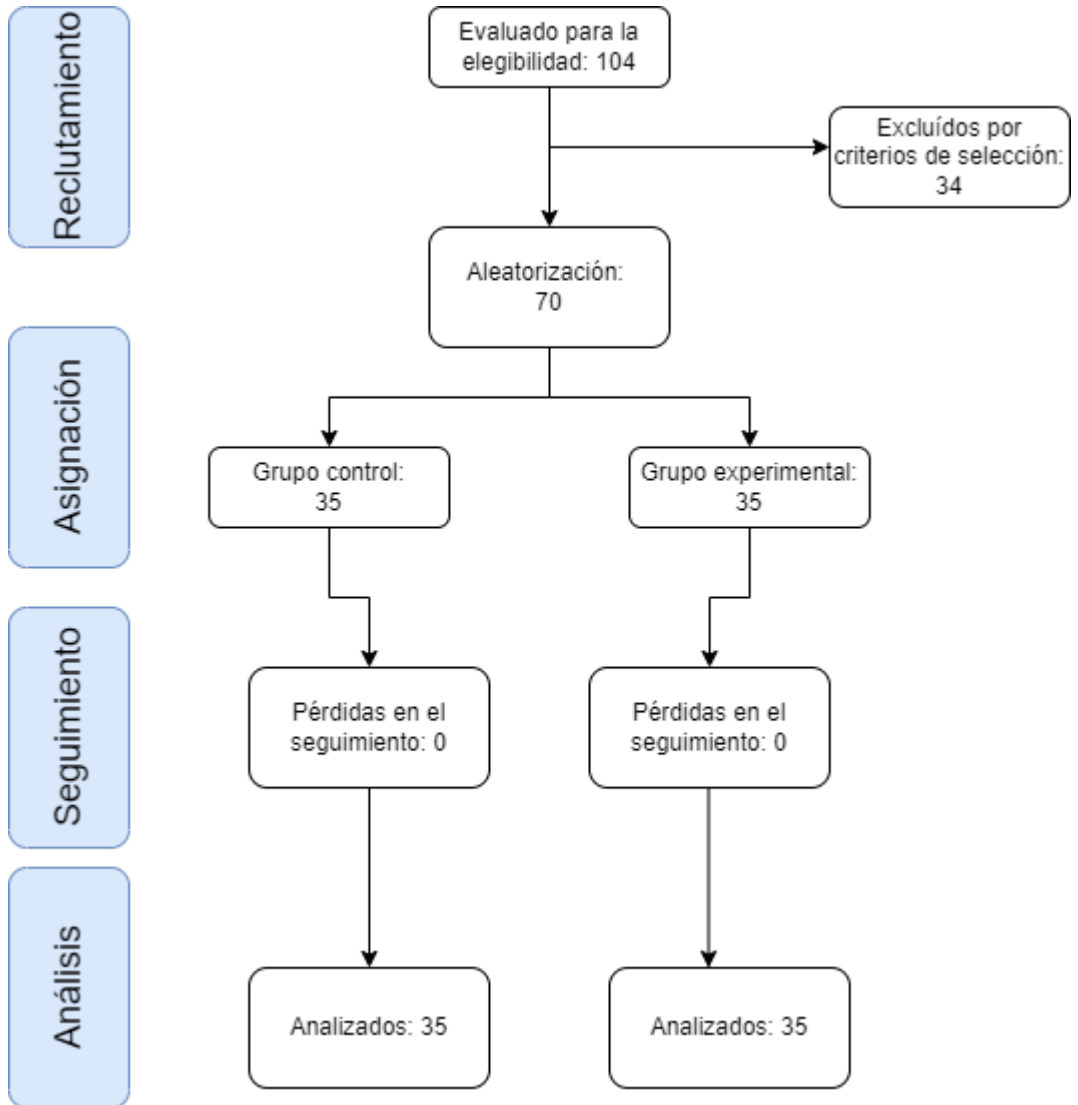 Reclutamiento
Evaluado para la
elegibilidad: 104
Excluídos por
criterios de selección:
34
Aleatorización:
70
Asignación
Grupo control:
35
Grupo experimental:
35
Seguimiento
Pérdidas en el
seguimiento: 0
Pérdidas en el
seguimiento: 0
Análisis
Analizados: 35
Analizados: 35